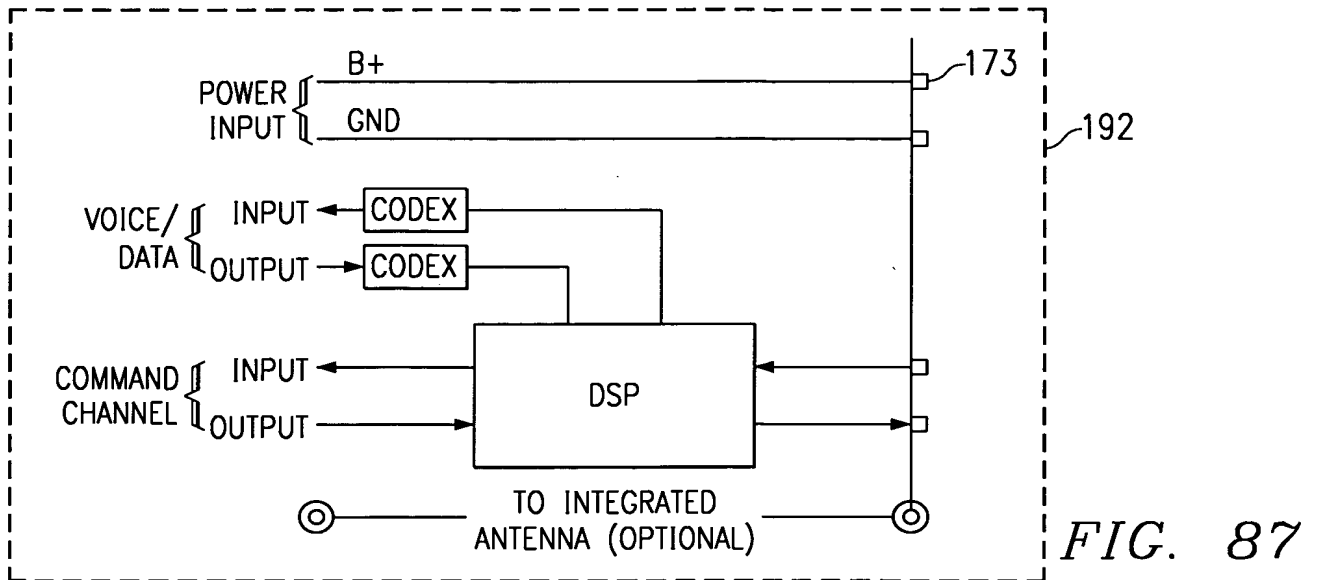 B+
173
POWER
INPUT
GND
192
VOICE/
DATA
INPUT
CODEX
OUTPUT
CODEX
COMMAND
CHANNEL
INPUT
OUTPUT
DSP
TO INTEGRATED
ANTENNA (OPTIONAL)
FIG. 87